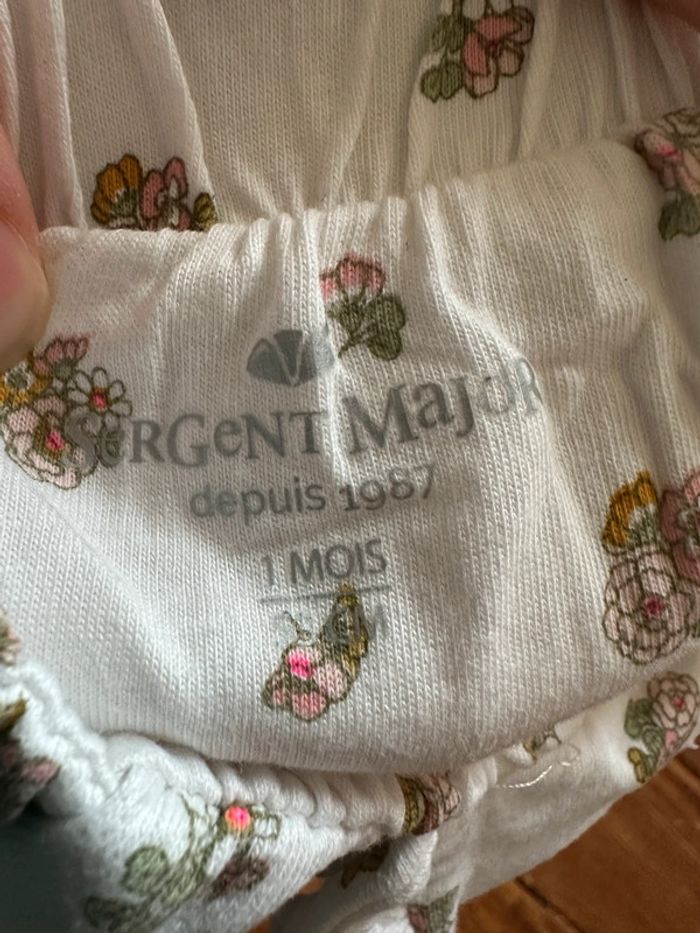 SeRGeNT MaJOR
depuis 1987
1 MOIS